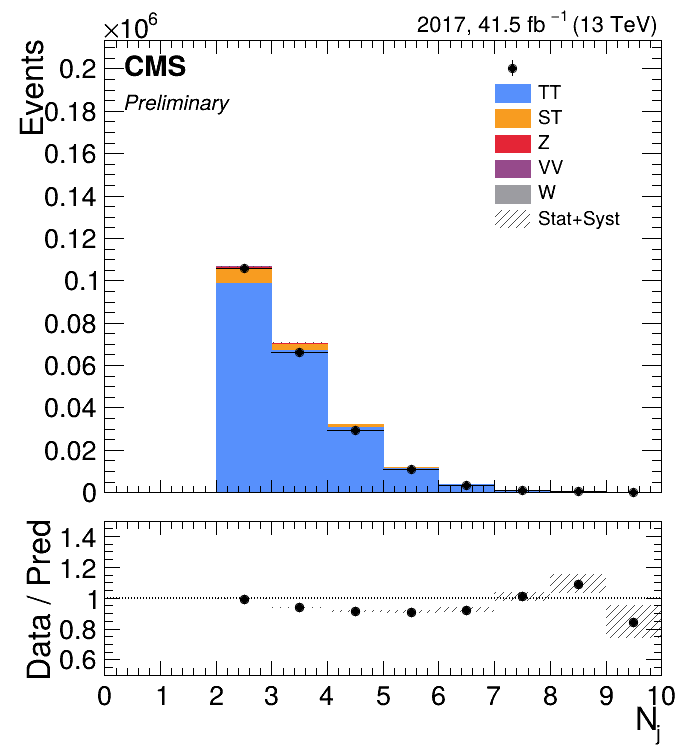 ×10⁶
2017, 41.5 fb⁻¹ (13 TeV)
Events
CMS
Preliminary
TT
ST
Z
VV
W
Stat+Syst
0.2
0.18
0.16
0.14
0.12
0.1
0.08
0.06
0.04
0.02
0
Data / Pred
1.4
1.2
1
0.8
0.6
0 1 2 3 4 5 6 7 8 9 10
Nⱼ